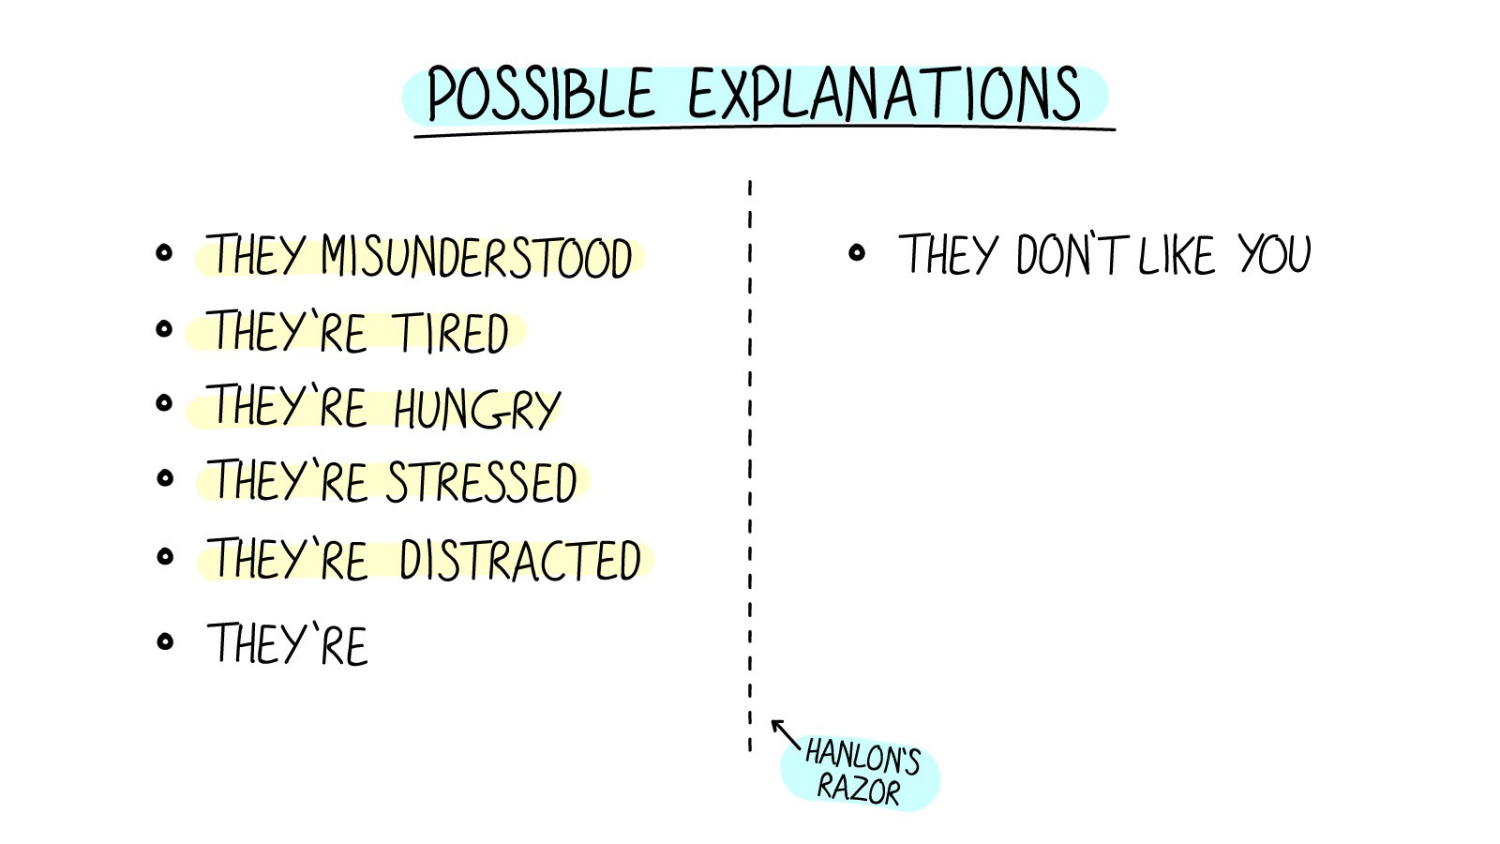 POSSIBLE EXPLANATIONS
THEY MISUNDERSTOOD
THEY'RE TIRED
THEY'RE HUNGRY
THEY'RE STRESSED
THEY'RE DISTRACTED
THEY'RE
THEY DON'T LIKE YOU
HANLON'S
RAZOR